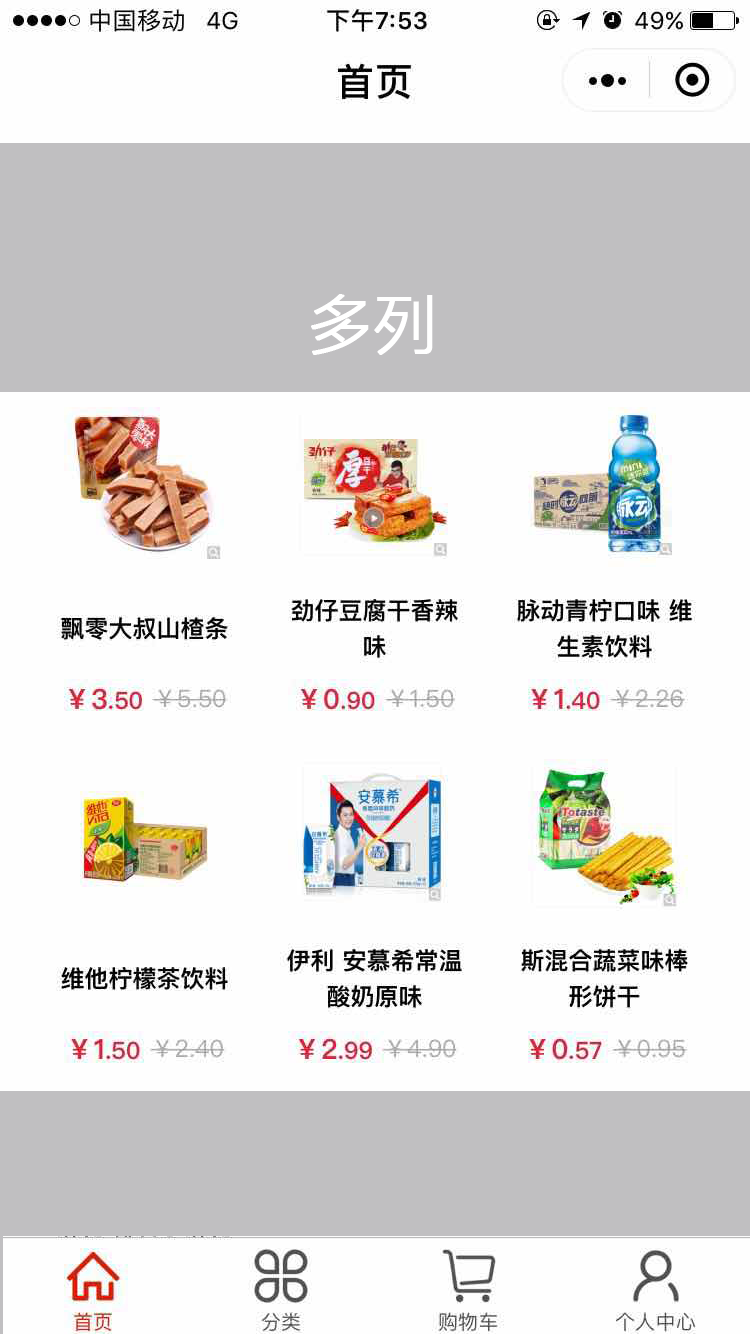 中国移动 4G 下午7:53 49%
首页
多列
飘零大叔山楂条
劲仔豆腐干香辣
味
脉动青柠口味 维
生素饮料
¥3.50 ¥5.50
¥0.90 ¥1.50
¥1.40 ¥2.26
安慕希
Totaste
维他柠檬茶饮料
伊利 安慕希常温
酸奶原味
斯混合蔬菜味棒
形饼干
¥1.50 ¥2.40
¥2.99 ¥4.90
¥0.57 ¥0.95
首页
分类
购物车
个人中心